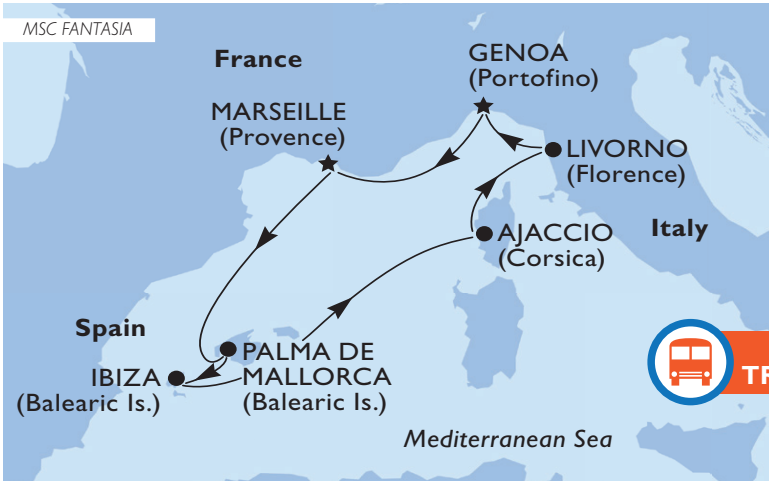 MSC FANTASIA
France
GENOA
(Portofino)
MARSEILLE
(Provence)
LIVORNO
(Florence)
Italy
AJACCIO
(Corsica)
Spain
PALMA DE
MALLORCA
(Balearic Is.)
IBIZA
(Balearic Is.)
Mediterranean Sea